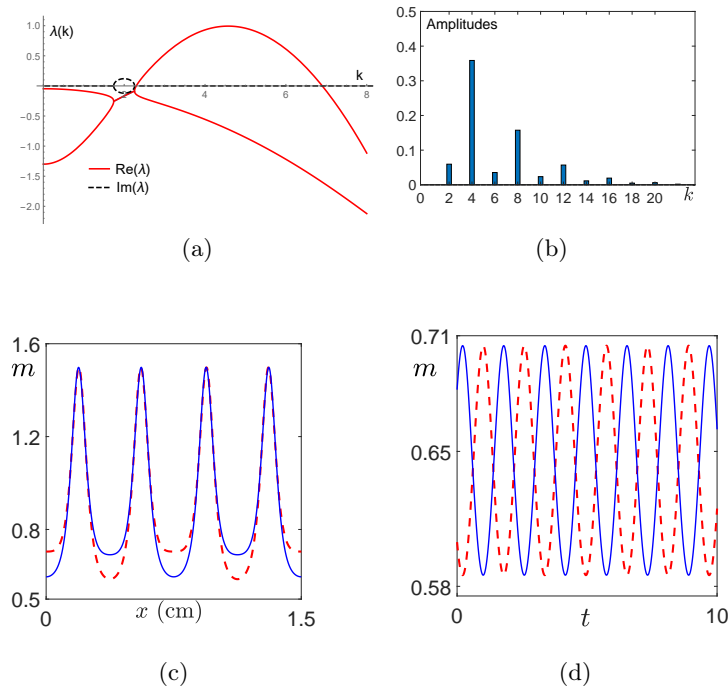 λ(k)
k
1.0
0.5
2
4
6
8
-0.5
-1.0
-1.5
-2.0
Re(λ)
Im(λ)
(a)
Amplitudes
0.5
0.4
0.3
0.2
0.1
0
0 2 4 6 8 10 12 14 16 18 20 k
(b)
1.6
m
1.2
0.8
0.5
0 x (cm) 1.5
(c)
0.71
m
0.65
0.58
0 t 10
(d)